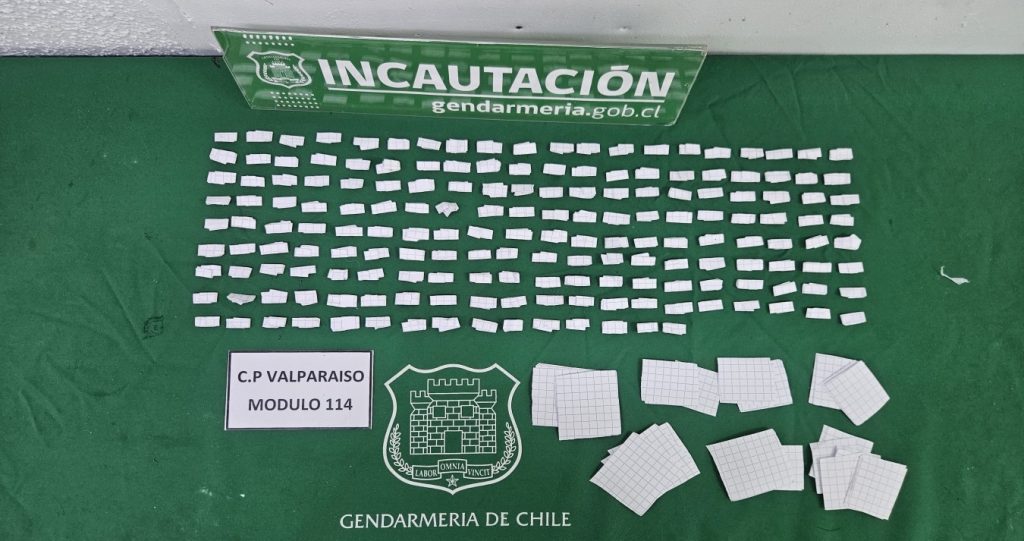 INCAUTACIÓN
gendarmeria.gob.cl
C.P VALPARAISO
MODULO 114
LABOR OMNIA VINCIT
GENDARMERIA DE CHILE